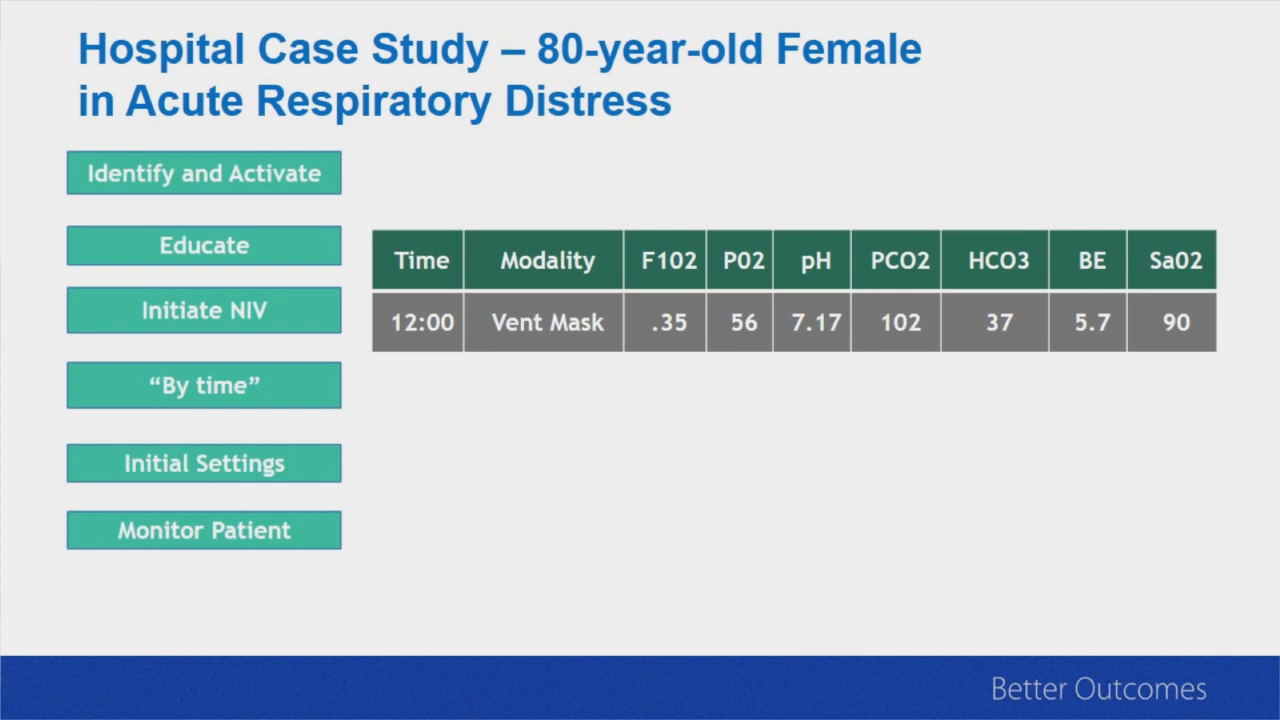 Hospital Case Study – 80-year-old Female
in Acute Respiratory Distress
Identify and Activate
Educate
Initiate NIV
“By time”
Initial Settings
Monitor Patient
Time Modality F102 P02 pH PCO2 HCO3 BE Sa02
12:00 Vent Mask .35 56 7.17 102 37 5.7 90
Better Outcomes